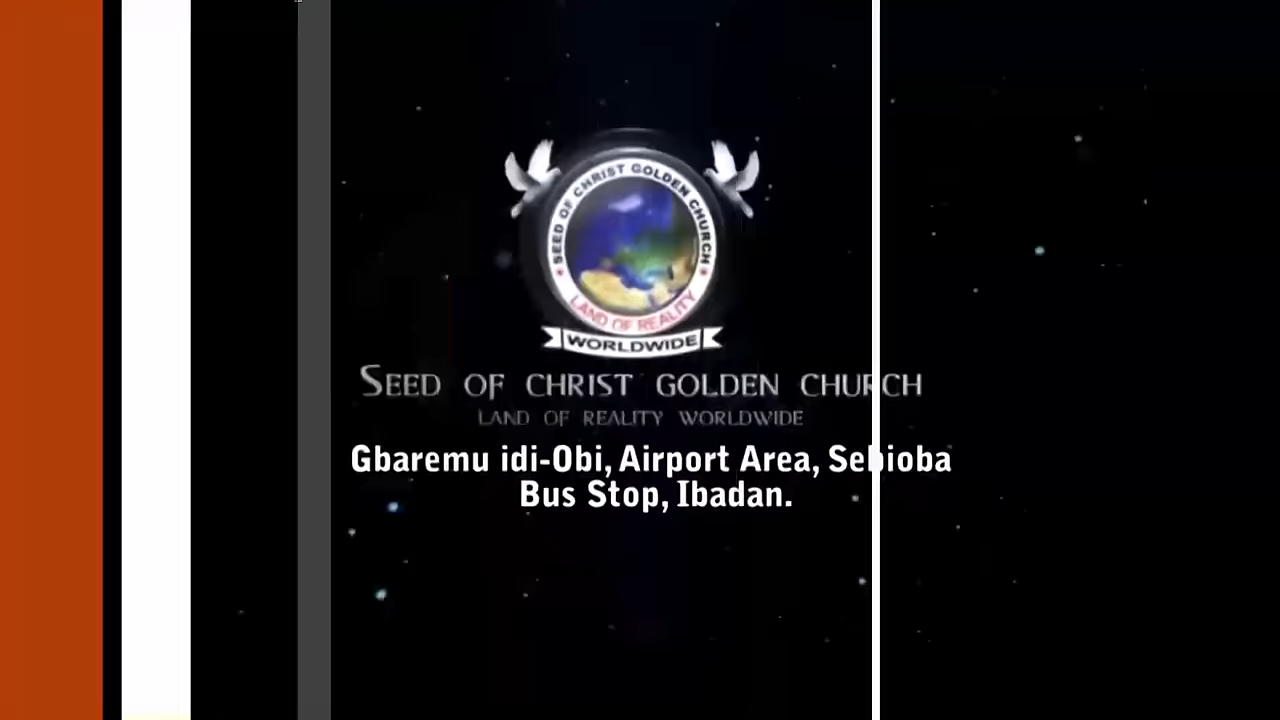 SEED OF CHRIST GOLDEN CHURCH
LAND OF REALITY
WORLDWIDE
SEED OF CHRIST GOLDEN CHURCH
LAND OF REALITY WORLDWIDE
Gbaremu idi-Obi, Airport Area,
Bus Stop, Ibadan.